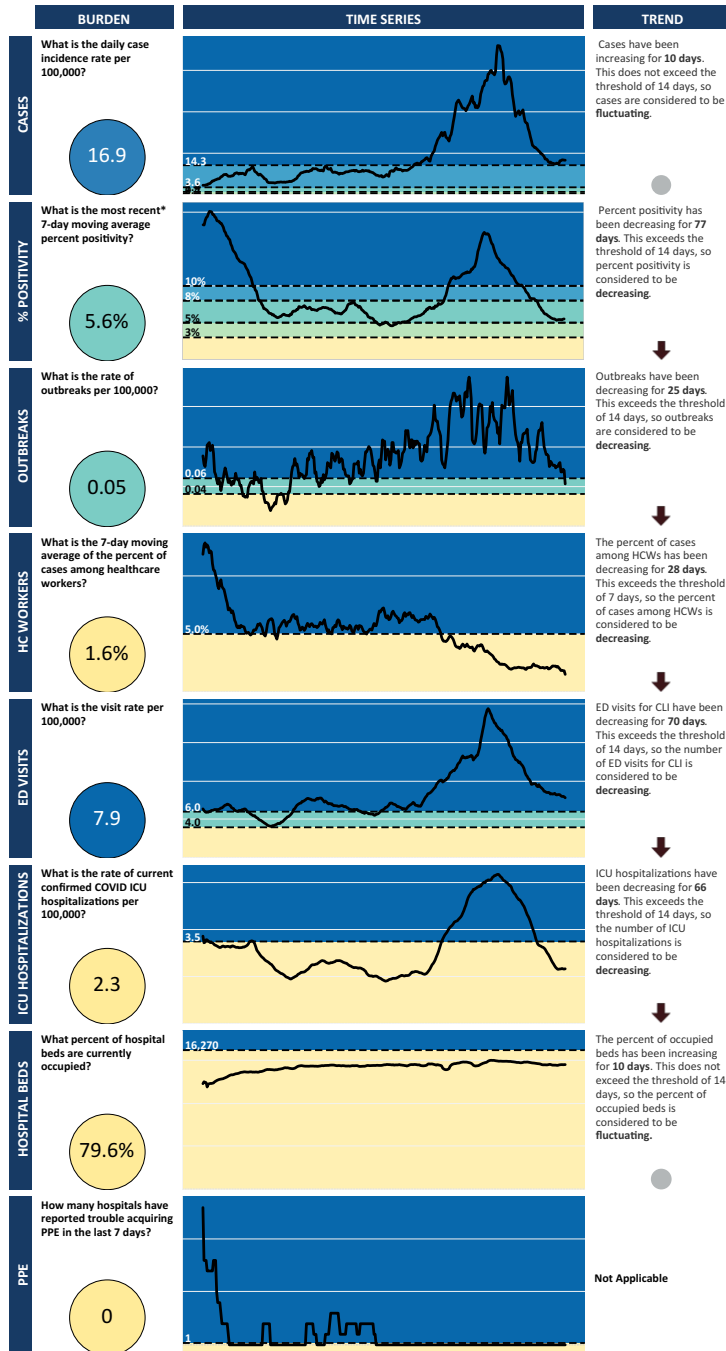 BURDEN
TIME SERIES
TREND
CASES
What is the daily case
incidence rate per
100,000?
16.9
14.3
3.6
Cases have been
increasing for 10 days.
This does not exceed the
threshold of 14 days, so
cases are considered to be
fluctuating.
% POSITIVITY
What is the most recent*
7-day moving average
percent positivity?
5.6%
10%
8%
5%
3%
Percent positivity has
been decreasing for 77
days. This exceeds the
threshold of 14 days, so
percent positivity is
considered to be
decreasing.
OUTBREAKS
What is the rate of
outbreaks per 100,000?
0.05
0.06
0.04
Outbreaks have been
decreasing for 25 days.
This exceeds the threshold
of 14 days, so outbreaks
are considered to be
decreasing.
HC WORKERS
What is the 7-day moving
average of the percent of
cases among healthcare
workers?
1.6%
5.0%
The percent of cases
among HCWs has been
decreasing for 28 days.
This exceeds the threshold
of 7 days, so the percent
of cases among HCWs is
considered to be
decreasing.
ED VISITS
What is the visit rate per
100,000?
7.9
6.0
4.0
ED visits for CLI have been
decreasing for 70 days.
This exceeds the threshold
of 14 days, so the number
of ED visits for CLI is
considered to be
decreasing.
ICU HOSPITALIZATIONS
What is the rate of current
confirmed COVID ICU
hospitalizations per
100,000?
2.3
3.5
ICU hospitalizations have
been decreasing for 66
days. This exceeds the
threshold of 14 days, so
the number of ICU
hospitalizations is
considered to be
decreasing.
HOSPITAL BEDS
What percent of hospital
beds are currently
occupied?
79.6%
16,270
The percent of occupied
beds has been increasing
for 10 days. This does not
exceed the threshold of 14
days, so the percent of
occupied beds is
considered to be
fluctuating.
PPE
How many hospitals have
reported trouble acquiring
PPE in the last 7 days?
0
1
Not Applicable